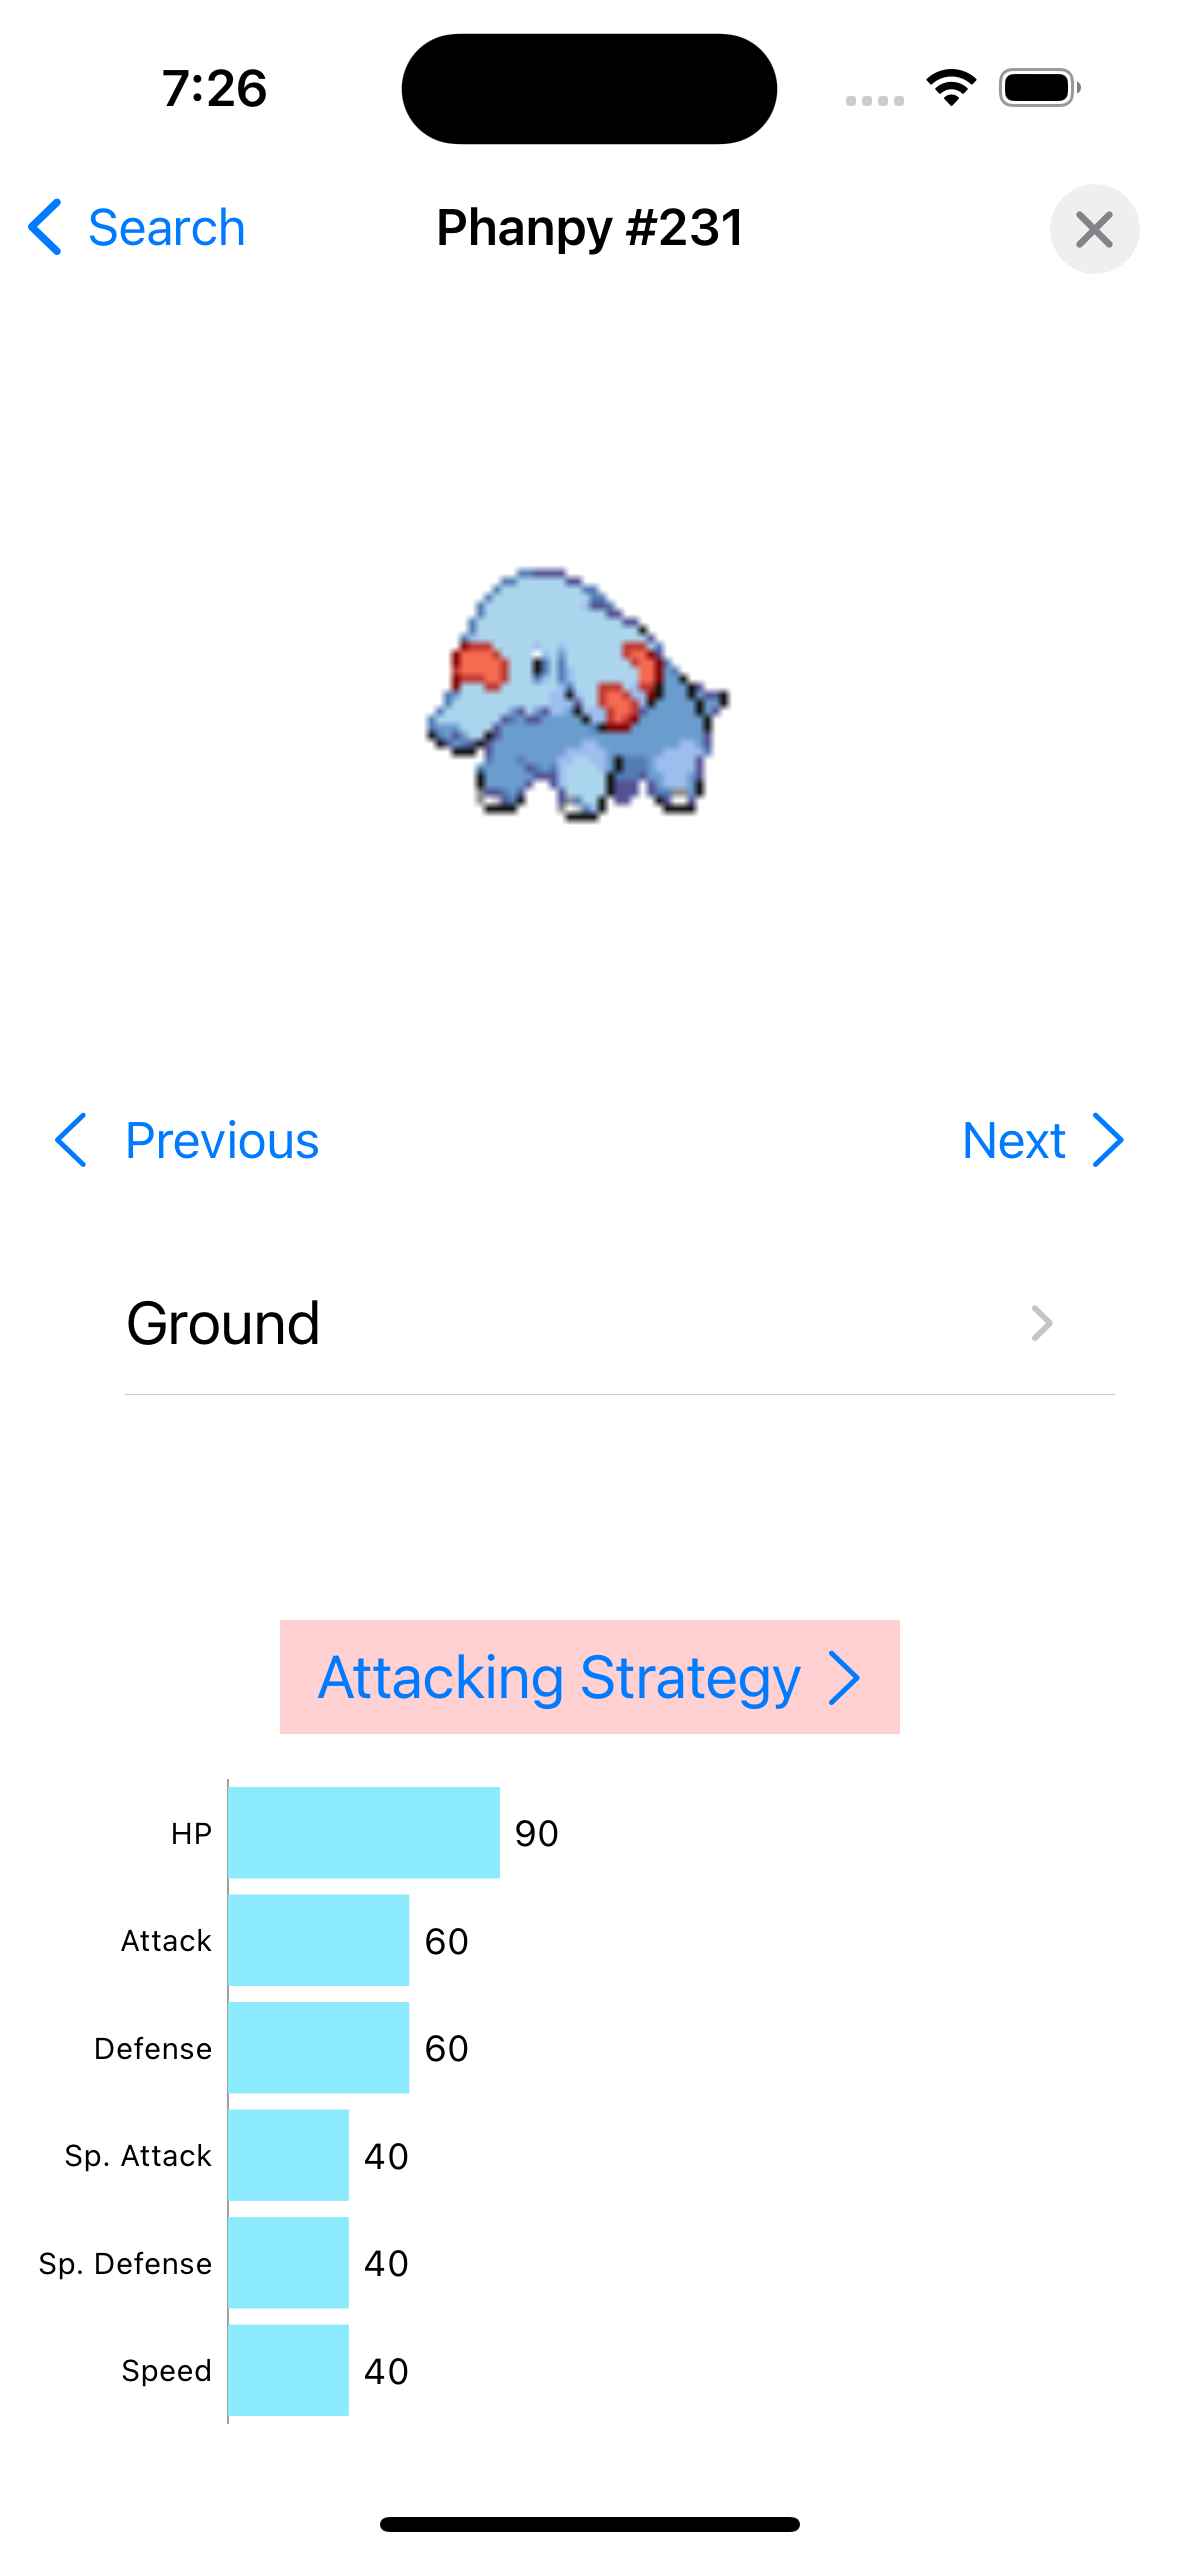 7:26
Search Phanpy #231
Previous Next
Ground
Attacking Strategy
HP 90
Attack 60
Defense 60
Sp. Attack 40
Sp. Defense 40
Speed 40